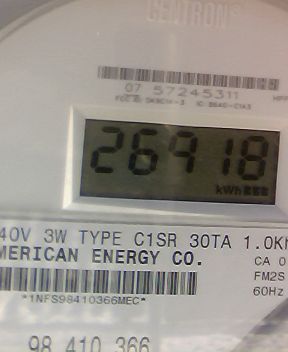 CENTRON®
07 57245311
26918
kWh
40V 3W TYPE C1SR 30TA 1.0Kh
MERICAN ENERGY CO.
CA 0
FM2S
*1NFS98410366MEC*
60Hz
98 410 366